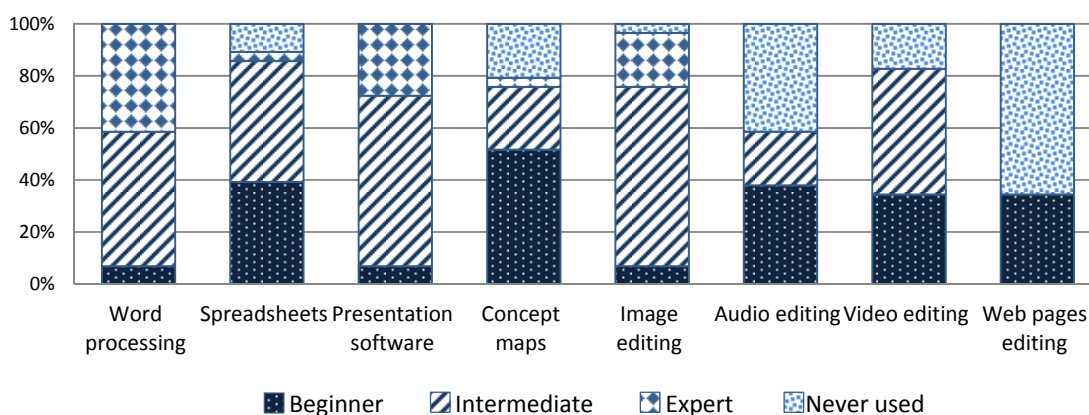 100%
80%
60%
40%
20%
0%
Word processing
Spreadsheets
Presentation software
Concept maps
Image editing
Audio editing
Video editing
Web pages editing
Beginner
Intermediate
Expert
Never used